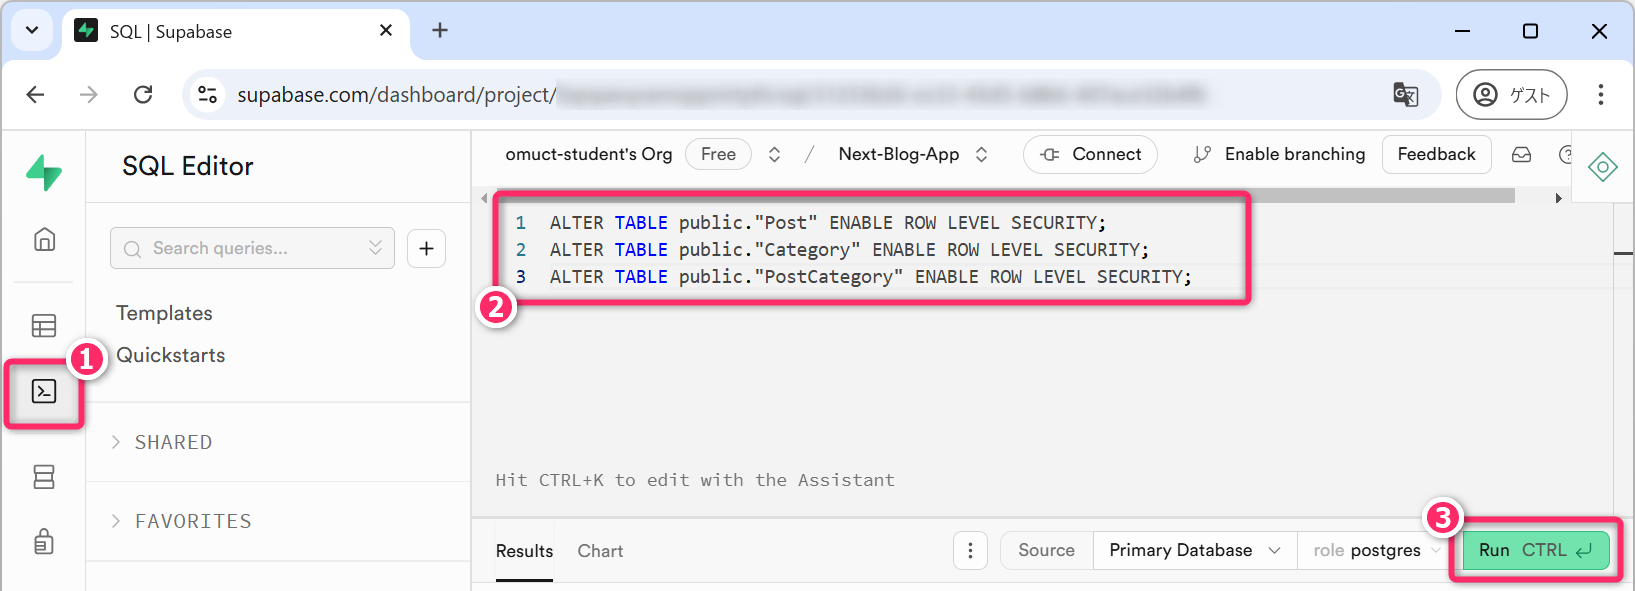 SQL | Supabase
supabase.com/dashboard/project/
ゲスト
SQL Editor
omuct-student's Org Free / Next-Blog-App Connect Enable branching Feedback
Search queries...
Templates
Quickstarts
SHARED
FAVORITES
1 ALTER TABLE public."Post" ENABLE ROW LEVEL SECURITY;
2 ALTER TABLE public."Category" ENABLE ROW LEVEL SECURITY;
3 ALTER TABLE public."PostCategory" ENABLE ROW LEVEL SECURITY;
1
2
Hit CTRL+K to edit with the Assistant
3
Results Chart Source Primary Database role postgres Run CTRL